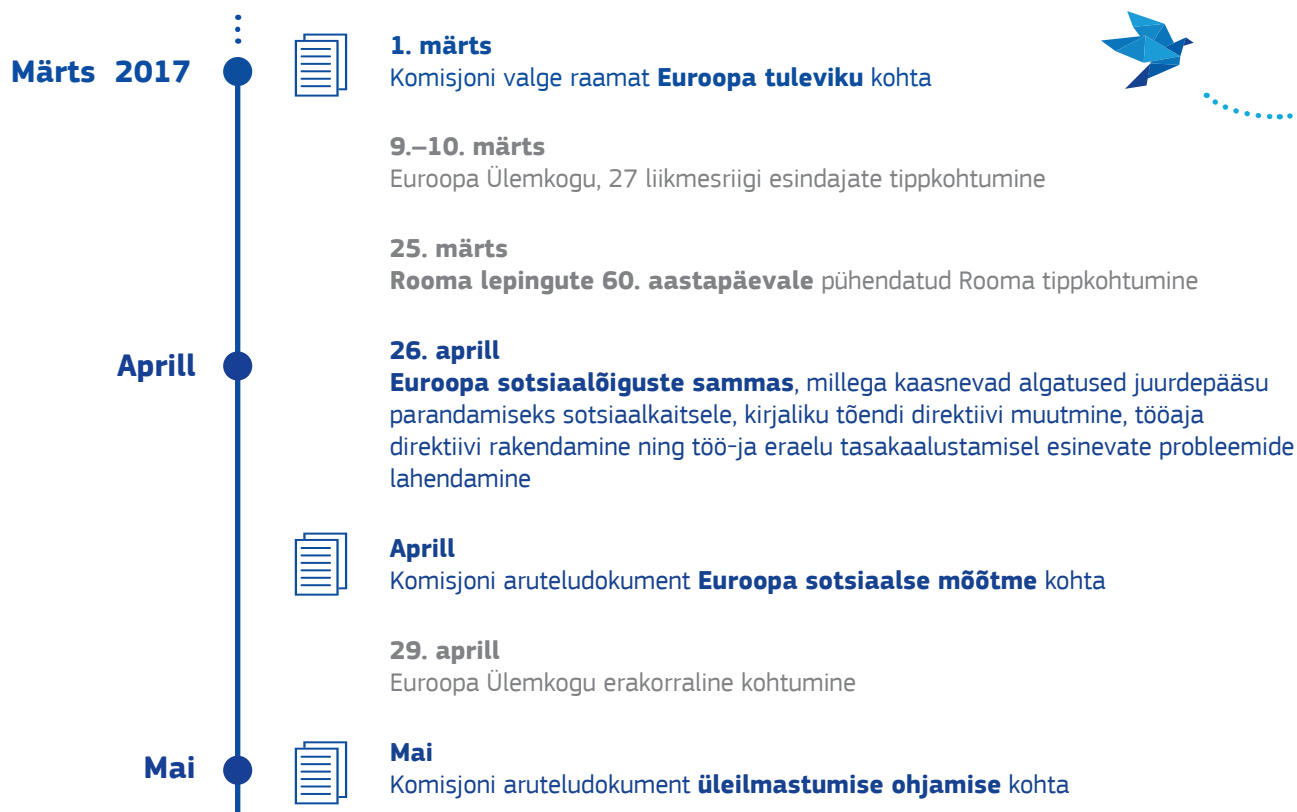 Märts 2017
1. märts
Komisjoni valge raamat Euroopa tuleviku kohta
9.–10. märts
Euroopa Ülemkogu, 27 liikmesriigi esindajate tippkohtumine
25. märts
Rooma lepingute 60. aastapäevale pühendatud Rooma tippkohtumine
Aprill
26. aprill
Euroopa sotsiaalõiguste sammas, millega kaasnevad algatused juurdepääsu
parandamiseks sotsiaalkaitsele, kirjaliku tõendi direktiivi muutmine, tööaja
direktiivi rakendamine ning töö-ja eraelu tasakaalustamisel esinevate probleemide
lahendamine
Aprill
Komisjoni aruteludokument Euroopa sotsiaalse mõõtme kohta
29. aprill
Euroopa Ülemkogu erakorraline kohtumine
Mai
Mai
Komisjoni aruteludokument üleilmastumise ohjamise kohta